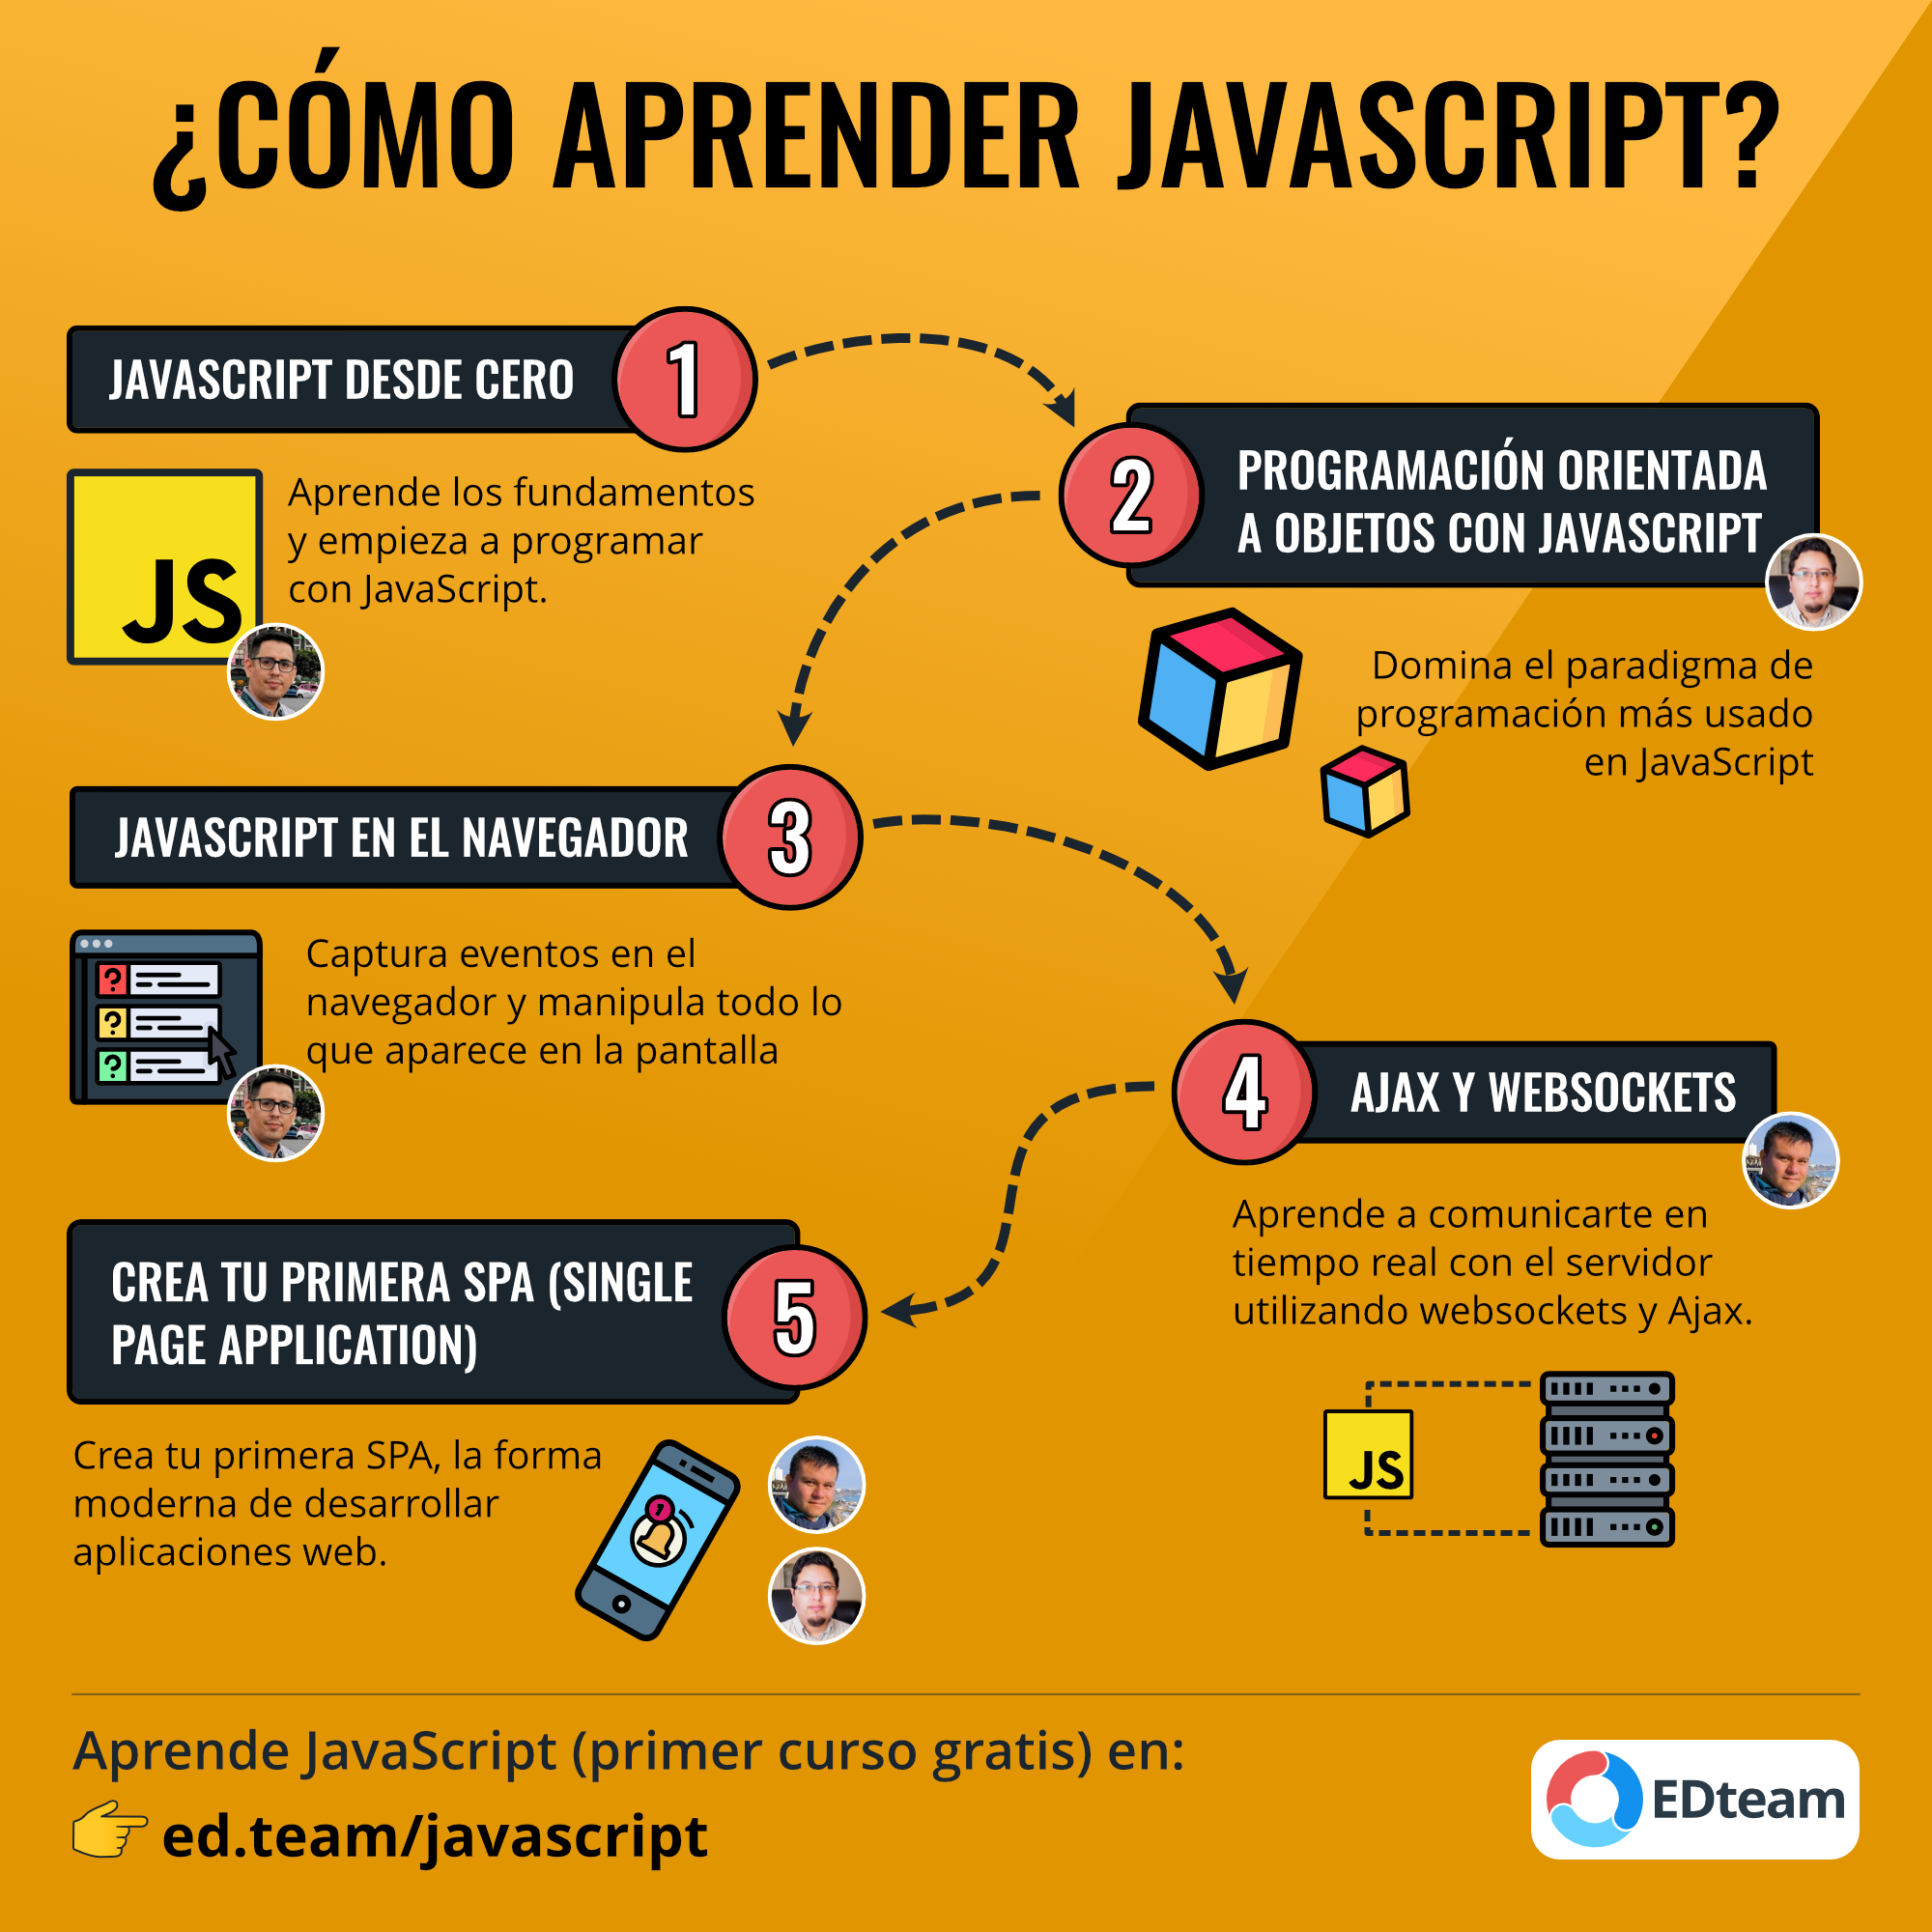 ¿CÓMO APRENDER JAVASCRIPT?
JAVASCRIPT DESDE CERO
1
JS
Aprende los fundamentos
y empieza a programar
con JavaScript.
2
PROGRAMACIÓN ORIENTADA
A OBJETOS CON JAVASCRIPT
Domina el paradigma de
programación más usado
en JavaScript
JAVASCRIPT EN EL NAVEGADOR
3
?
?
?
Captura eventos en el
navegador y manipula todo lo
que aparece en la pantalla
4
AJAX Y WEBSOCKETS
Aprende a comunicarte en
tiempo real con el servidor
utilizando websockets y Ajax.
JS
CREA TU PRIMERA SPA (SINGLE
PAGE APPLICATION)
5
Crea tu primera SPA, la forma
moderna de desarrollar
aplicaciones web.
1
Aprende JavaScript (primer curso gratis) en:
ed.team/javascript
EDteam